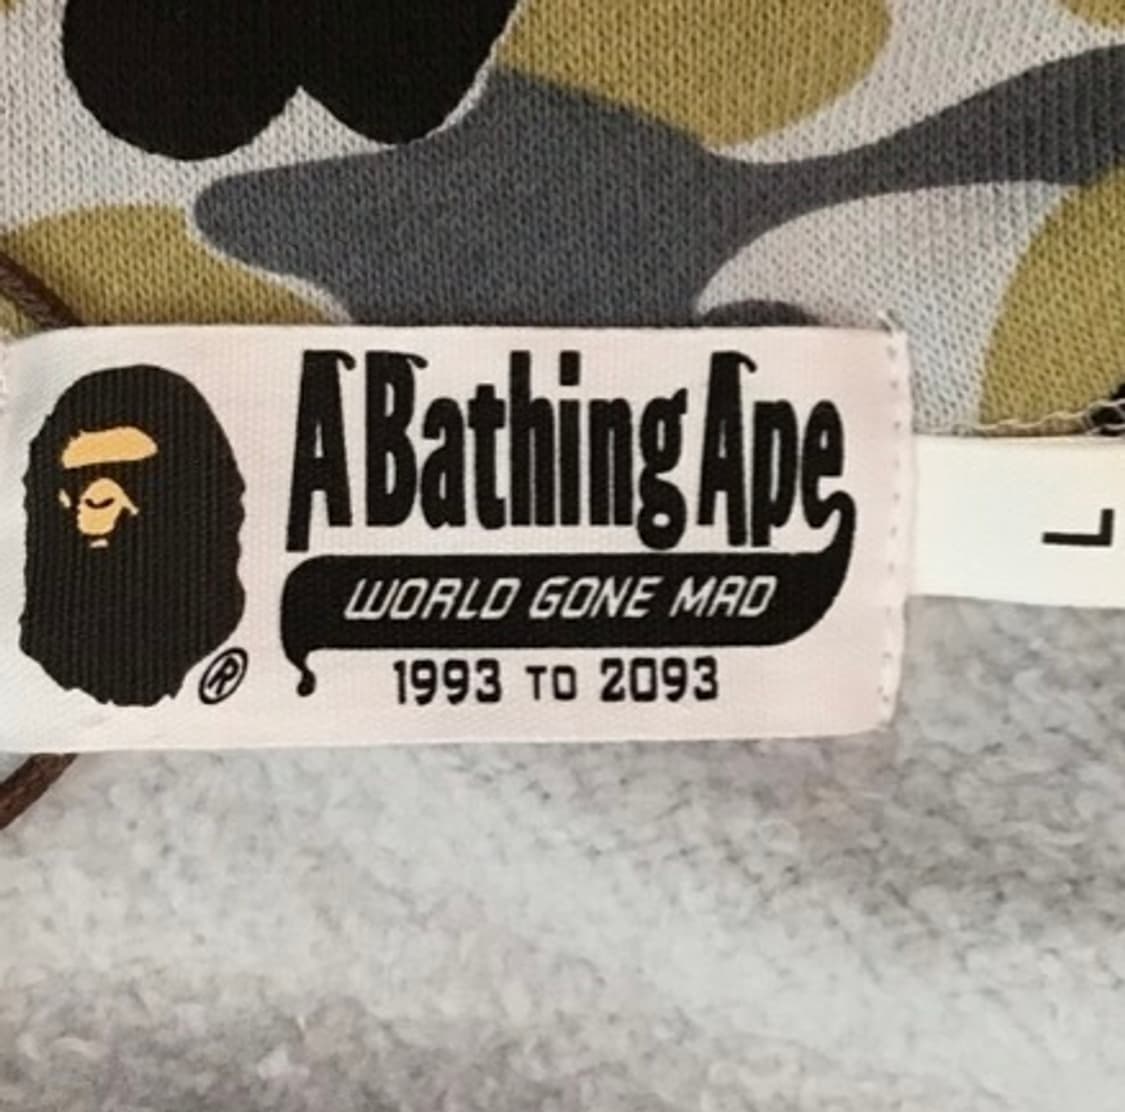 A Bathing Ape
WORLD GONE MAD
1993 TO 2093
®
L